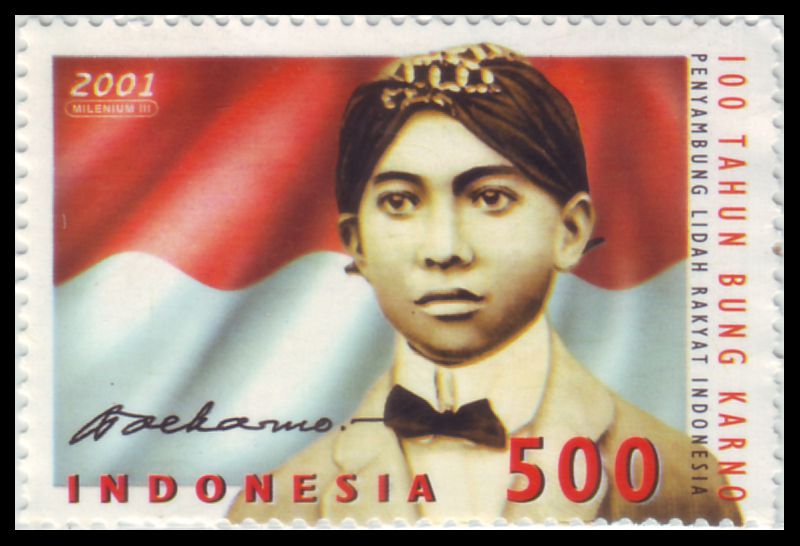 2001
MILENIUM III
100 TAHUN BUNG KARNO
PENYAMBUNG LIDAH RAKYAT INDONESIA
Soekarno.
INDONESIA
500